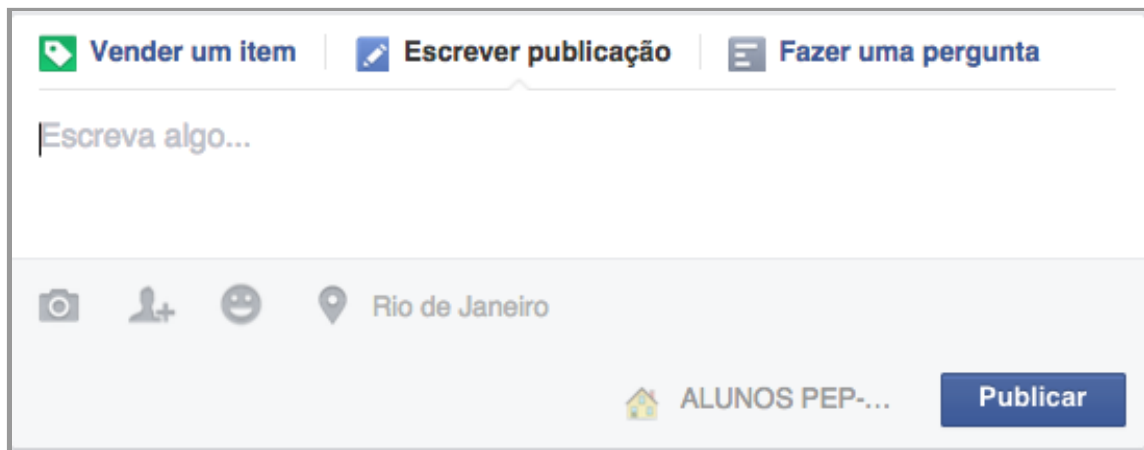 Vender um item Escrever publicação Fazer uma pergunta
Escreva algo...
Rio de Janeiro
ALUNOS PEP-... Publicar